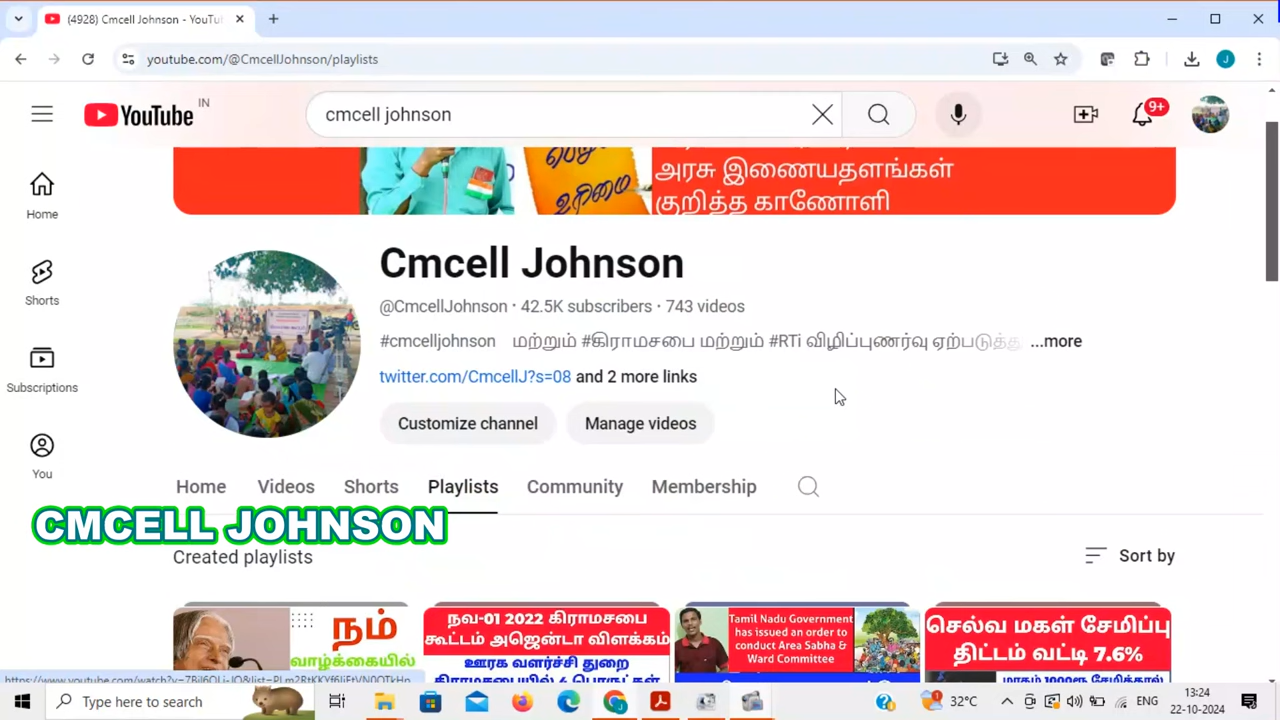 (4928) Cmcell Johnson - YouTu
youtube.com/@CmcellJohnson/playlists
YouTube IN
cmcell johnson
9+
உரிமை
அரசு இணையதளங்கள்
குறித்த காணோளி
Home
Shorts
Subscriptions
You
Cmcell Johnson
@CmcellJohnson · 42.5K subscribers · 743 videos
#cmcelljohnson மற்றும் #கிராமசபை மற்றும் #RTi விழிப்புணர்வு ஏற்படுத்த ...more
twitter.com/CmcellJ?s=08 and 2 more links
Customize channel Manage videos
Home Videos Shorts Playlists Community Membership
CMCELL JOHNSON
Created playlists
Sort by
நம்
வாழ்க்கையில்
நவ-01 2022 கிராமசபை
கூட்டம் அஜென்டா விளக்கம்
ஊரக வளர்ச்சி துறை
Tamil Nadu Government
has issued an order to
conduct Area Sabha &
Ward Committee
செல்வ மகள் சேமிப்பு
திட்டம் வட்டி 7.6%
Type here to search
32°C
ENG
13:24
22-10-2024